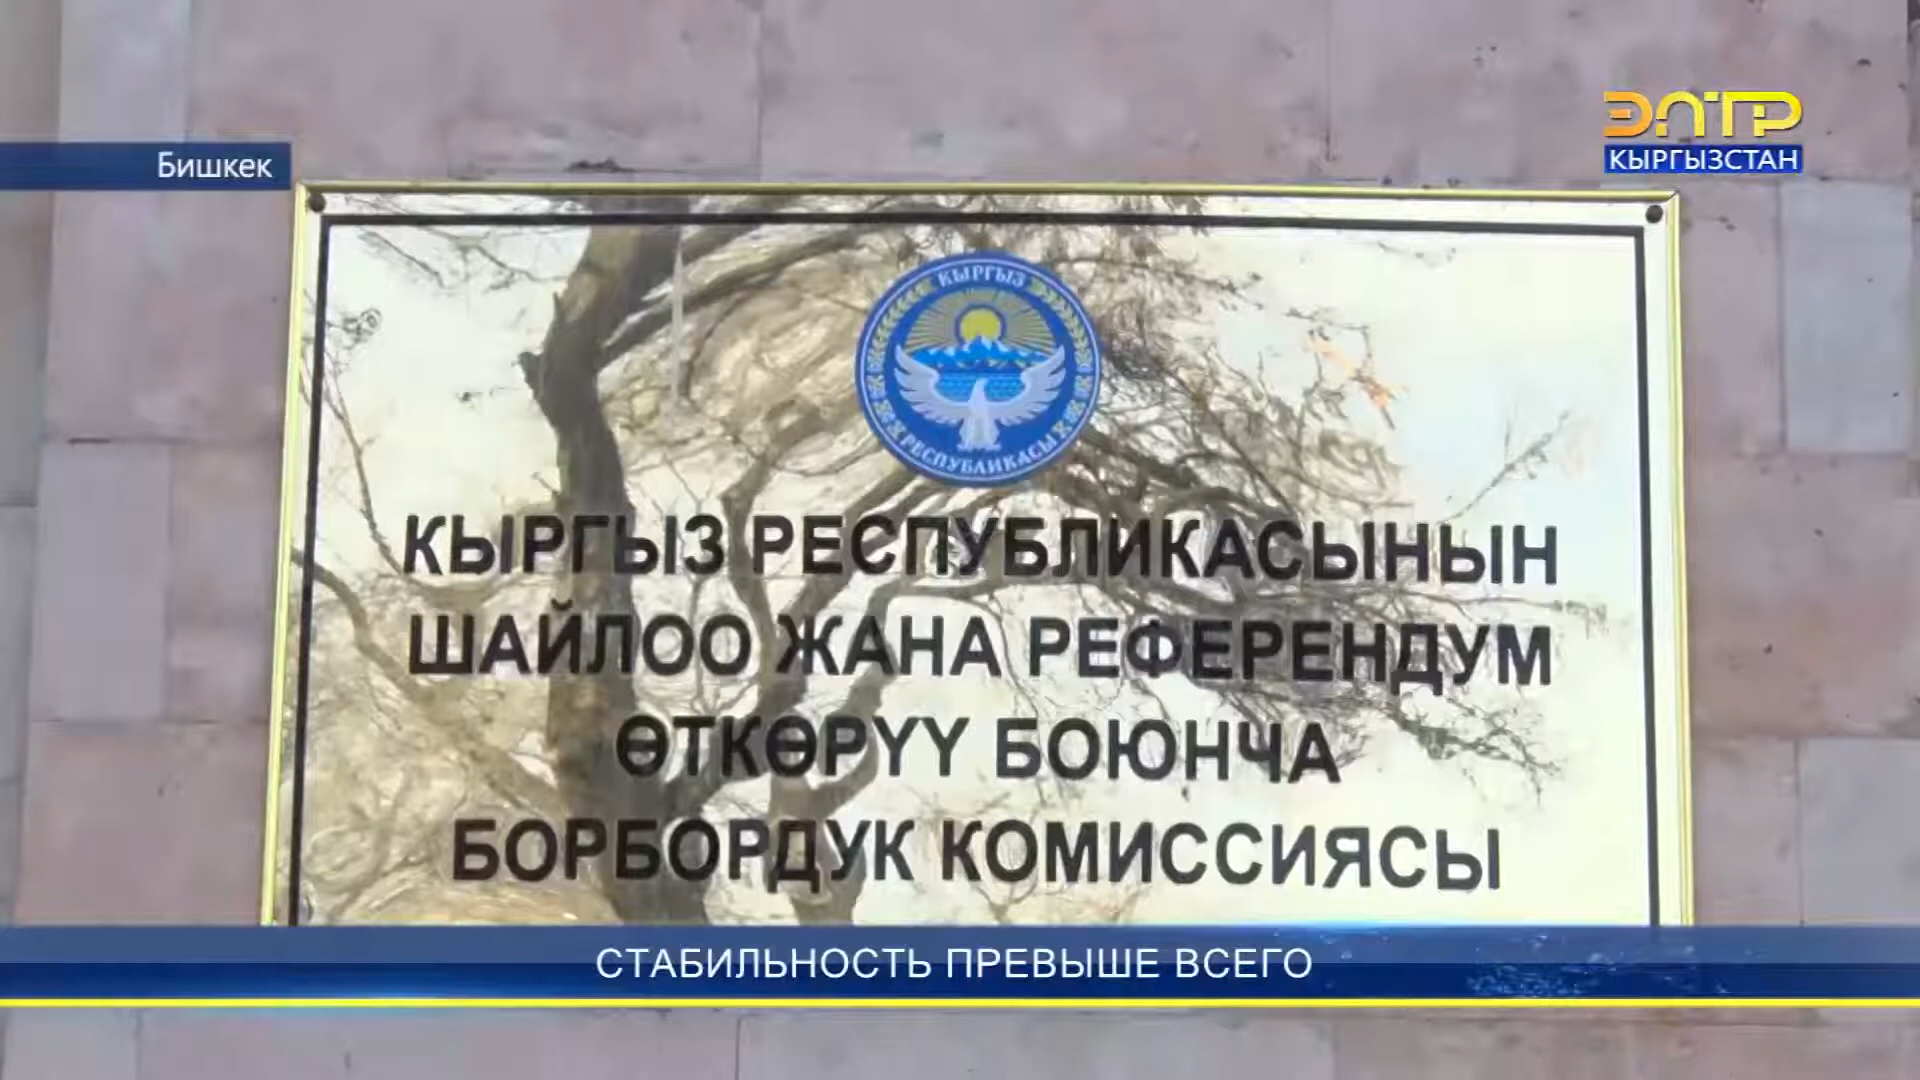 ЭЛТР
КЫРГЫЗСТАН
Бишкек
КЫРГЫЗ
РЕСПУБЛИКАСЫ
КЫРГЫЗ РЕСПУБЛИКАСЫНЫН
ШАЙЛОО ЖАНА РЕФЕРЕНДУМ
ӨТКӨРҮҮ БОЮНЧА
БОРБОРДУК КОМИССИЯСЫ
СТАБИЛЬНОСТЬ ПРЕВЫШЕ ВСЕГО